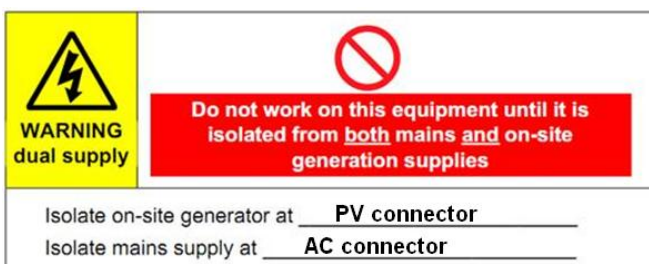 WARNING
dual supply
Do not work on this equipment until it is
isolated from both mains and on-site
generation supplies
Isolate on-site generator at PV connector
Isolate mains supply at AC connector